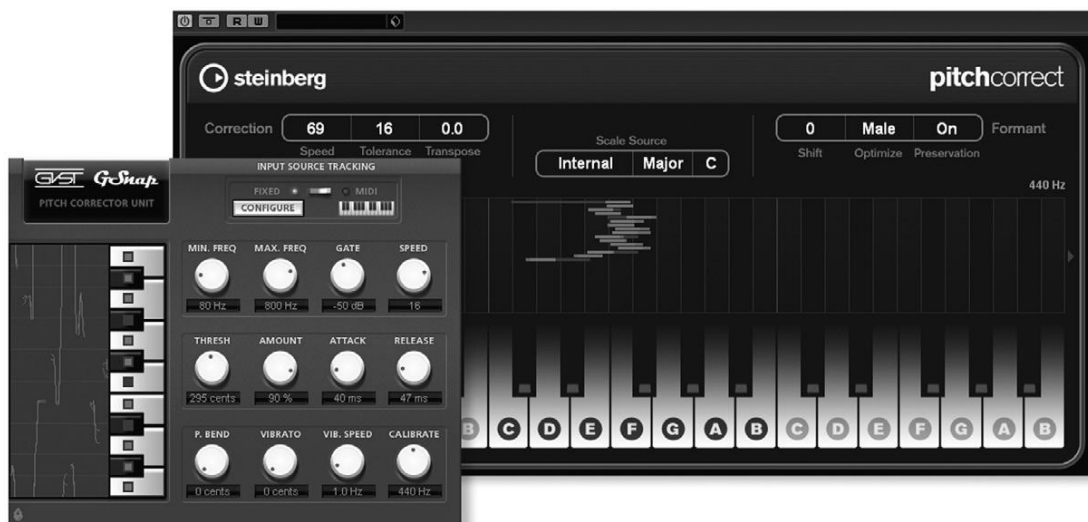 R W
steinberg
pitchcorrect
Correction 69 16 0.0
Speed Tolerance Transpose
Scale Source
Internal Major C
0 Male On Formant
Shift Optimize Preservation
440 Hz
B C D E F G A B C D E F G A B
GVST GSnap
PITCH CORRECTOR UNIT
INPUT SOURCE TRACKING
FIXED MIDI
CONFIGURE
MIN. FREQ MAX. FREQ GATE SPEED
80 Hz 800 Hz -50 dB 16
THRESH AMOUNT ATTACK RELEASE
295 cents 90 % 40 ms 47 ms
P. BEND VIBRATO VIB. SPEED CALIBRATE
0 cents 0 cents 1.0 Hz 440 Hz